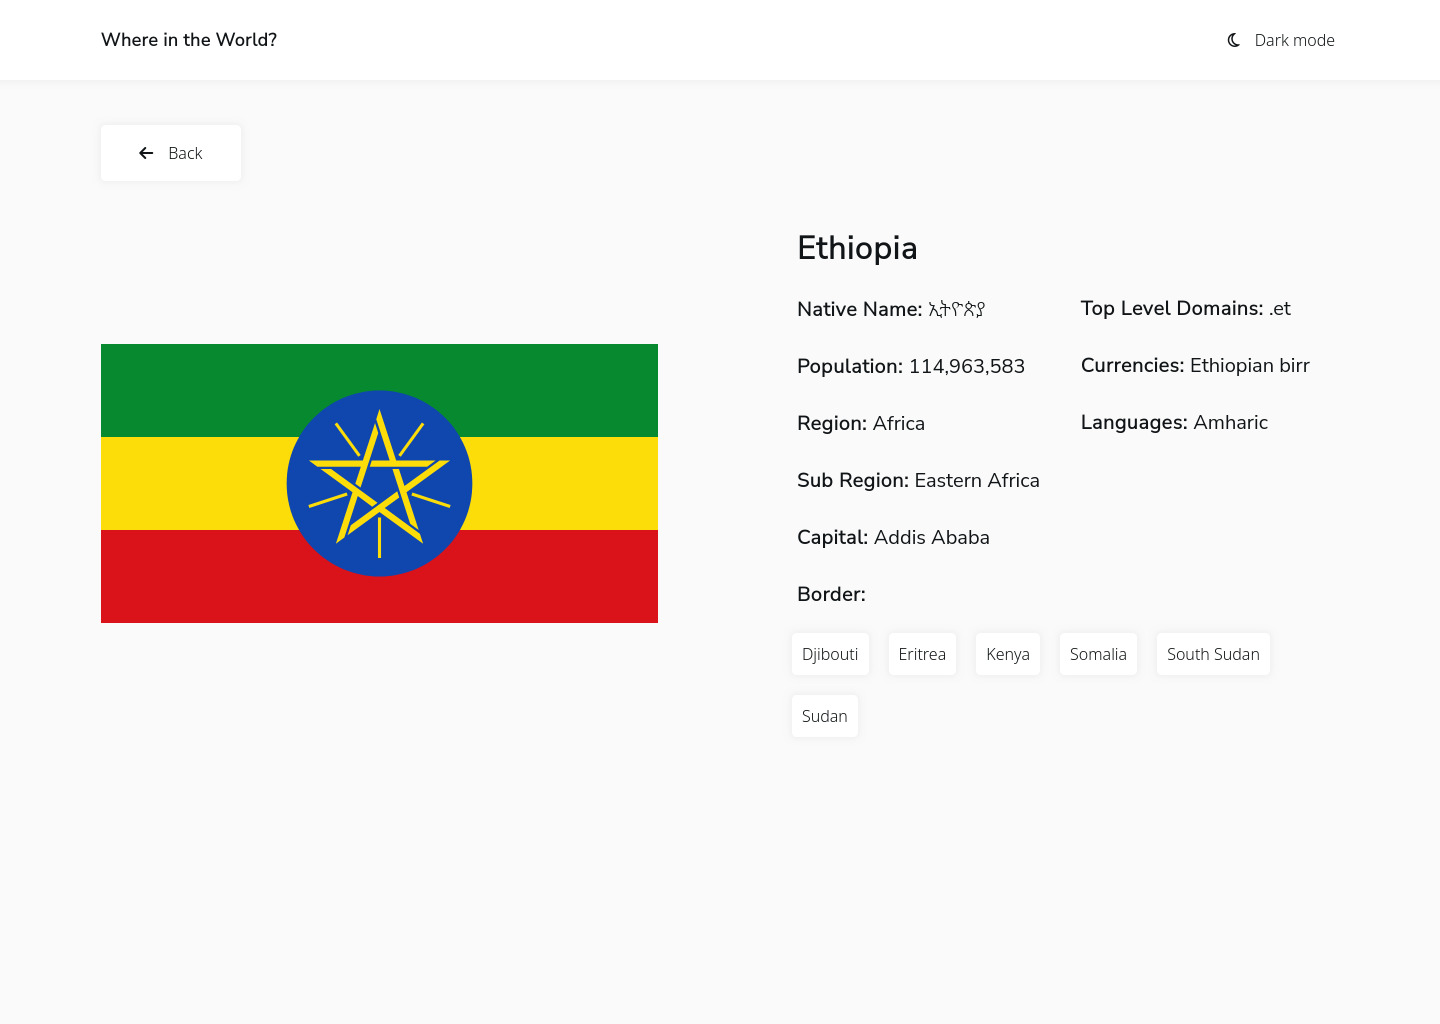 Where in the World?
Dark mode
Back
Ethiopia
Native Name: ኢትዮጵያ
Population: 114,963,583
Region: Africa
Sub Region: Eastern Africa
Capital: Addis Ababa
Top Level Domains: .et
Currencies: Ethiopian birr
Languages: Amharic
Border:
Djibouti Eritrea Kenya Somalia South Sudan
Sudan